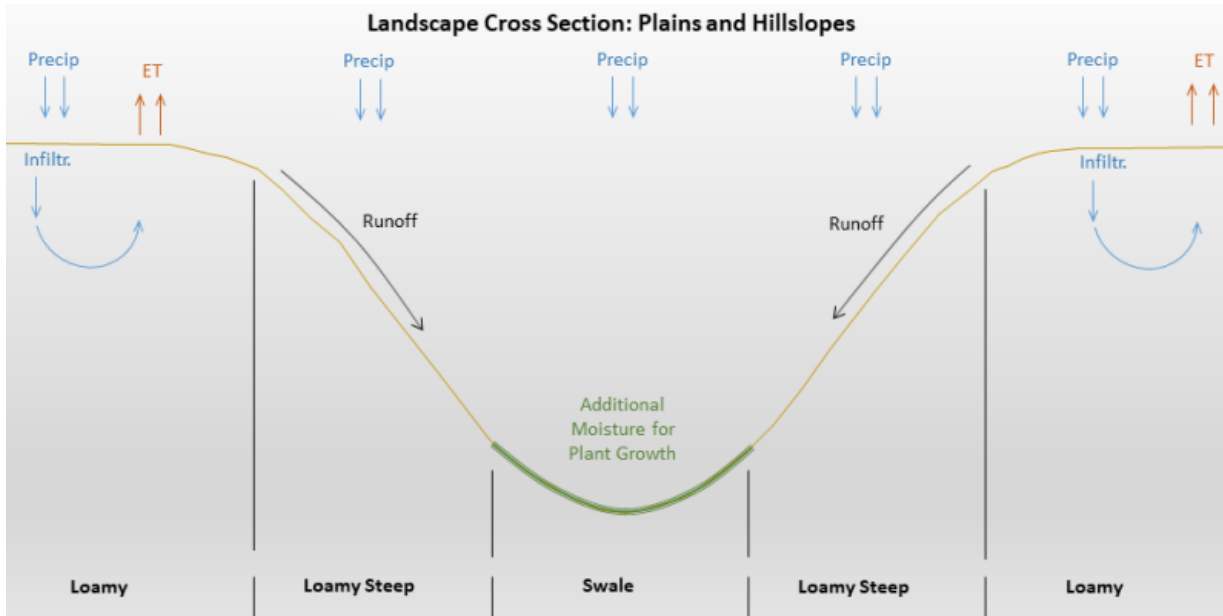 Landscape Cross Section: Plains and Hillslopes
Precip
ET
Precip
Precip
Precip
Precip
ET
Infiltr.
Infiltr.
Runoff
Runoff
Additional
Moisture for
Plant Growth
Loamy
Loamy Steep
Swale
Loamy Steep
Loamy